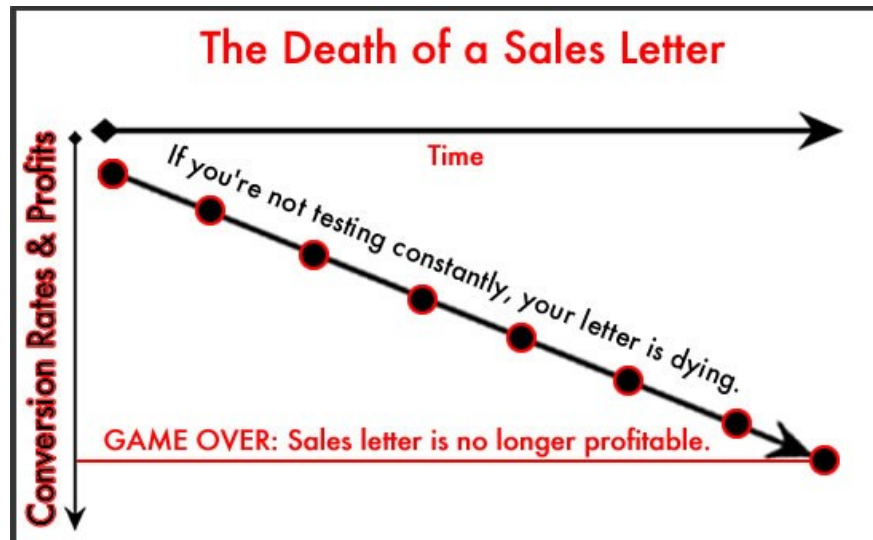 The Death of a Sales Letter
Time
Conversion Rates & Profits
If you're not testing constantly, your letter is dying.
GAME OVER: Sales letter is no longer profitable.